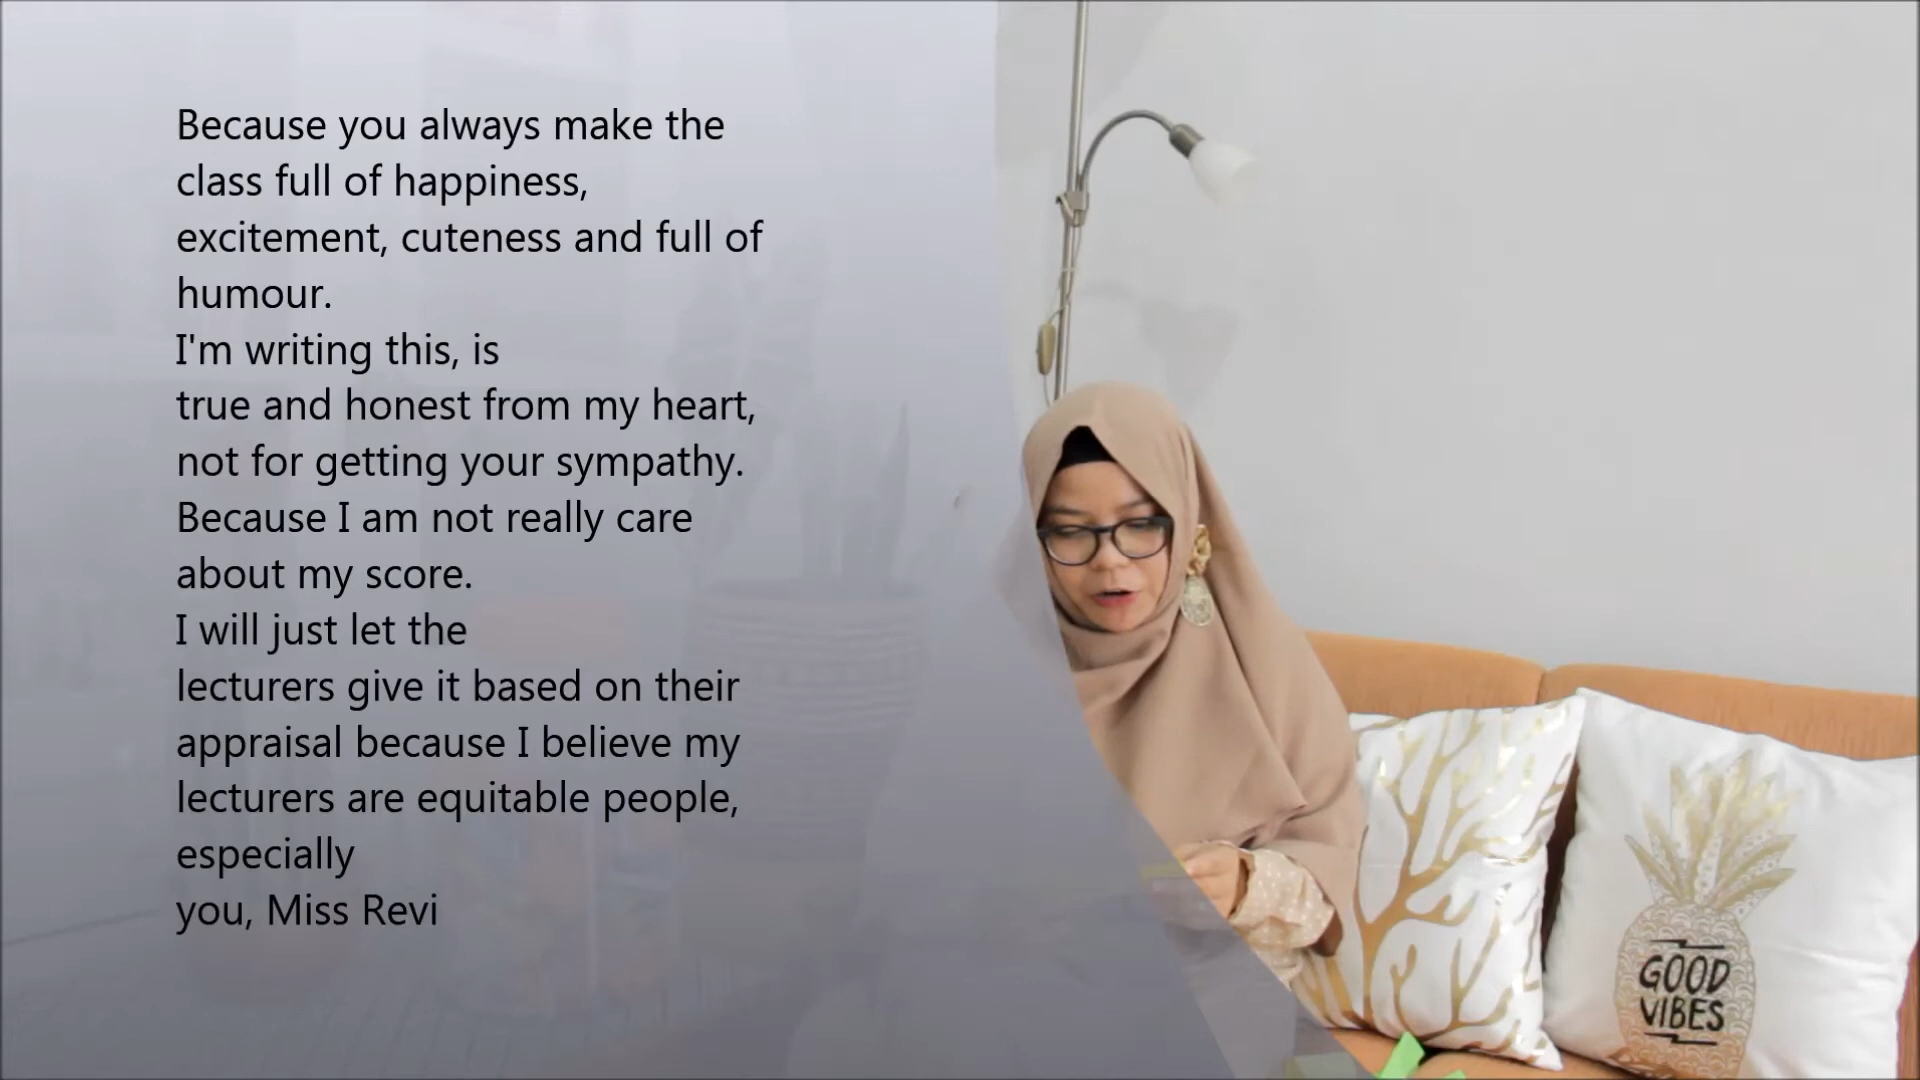 Because you always make the
class full of happiness,
excitement, cuteness and full of
humour.
I'm writing this, is
true and honest from my heart,
not for getting your sympathy.
Because I am not really care
about my score.
I will just let the
lecturers give it based on their
appraisal because I believe my
lecturers are equitable people,
especially
you, Miss Revi
GOOD
VIBES